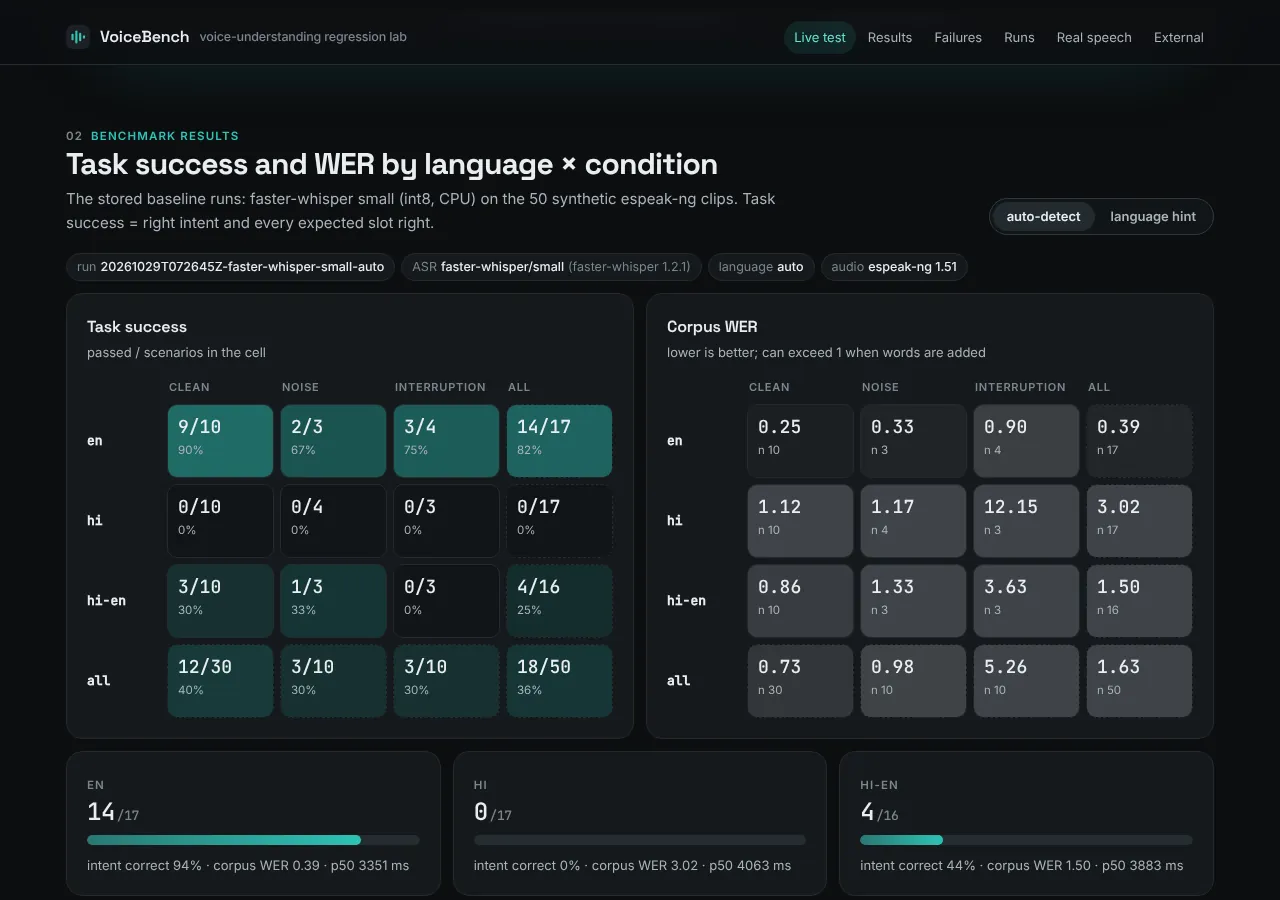 VoiceBench voice-understanding regression lab Live test Results Failures Runs Real speech External
02 BENCHMARK RESULTS
Task success and WER by language × condition
The stored baseline runs: faster-whisper small (int8, CPU) on the 50 synthetic espeak-ng clips. Task
success = right intent and every expected slot right.
auto-detect language hint
run 20261029T072645Z-faster-whisper-small-auto ASR faster-whisper/small (faster-whisper 1.2.1) language auto audio espeak-ng 1.51
Task success
passed / scenarios in the cell
CLEAN NOISE INTERRUPTION ALL
en 9/10 2/3 3/4 14/17
90% 67% 75% 82%
hi 0/10 0/4 0/3 0/17
0% 0% 0% 0%
hi-en 3/10 1/3 0/3 4/16
30% 33% 0% 25%
all 12/30 3/10 3/10 18/50
40% 30% 30% 36%
Corpus WER
lower is better; can exceed 1 when words are added
CLEAN NOISE INTERRUPTION ALL
en 0.25 0.33 0.90 0.39
n 10 n 3 n 4 n 17
hi 1.12 1.17 12.15 3.02
n 10 n 4 n 3 n 17
hi-en 0.86 1.33 3.63 1.50
n 10 n 3 n 3 n 16
all 0.73 0.98 5.26 1.63
n 30 n 10 n 10 n 50
EN
14/17
intent correct 94% · corpus WER 0.39 · p50 3351 ms
HI
0/17
intent correct 0% · corpus WER 3.02 · p50 4063 ms
HI-EN
4/16
intent correct 44% · corpus WER 1.50 · p50 3883 ms